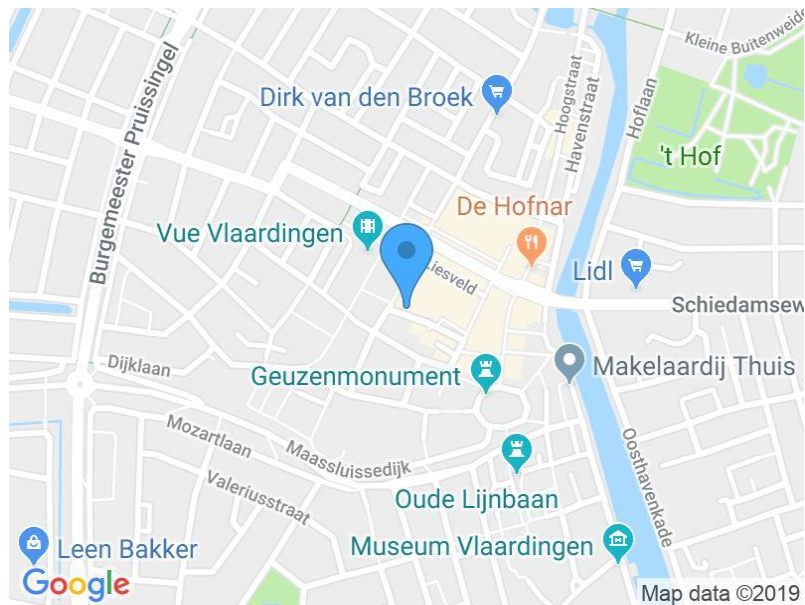 Kleine Buitenweide
Burgemeester Pruissingel
Dirk van den Broek
Hoogstraat
Havenstraat
Hoflaan
't Hof
De Hofnar
Vue Vlaardingen
Liesveld
Lidl
Schiedamsew
Dijklaan
Geuzenmonument
Makelaardij Thuis
Mozartlaan
Maassluissedijk
Valeriusstraat
Oude Lijnbaan
Oosthavenkade
Leen Bakker
Museum Vlaardingen
Google
Map data ©2019